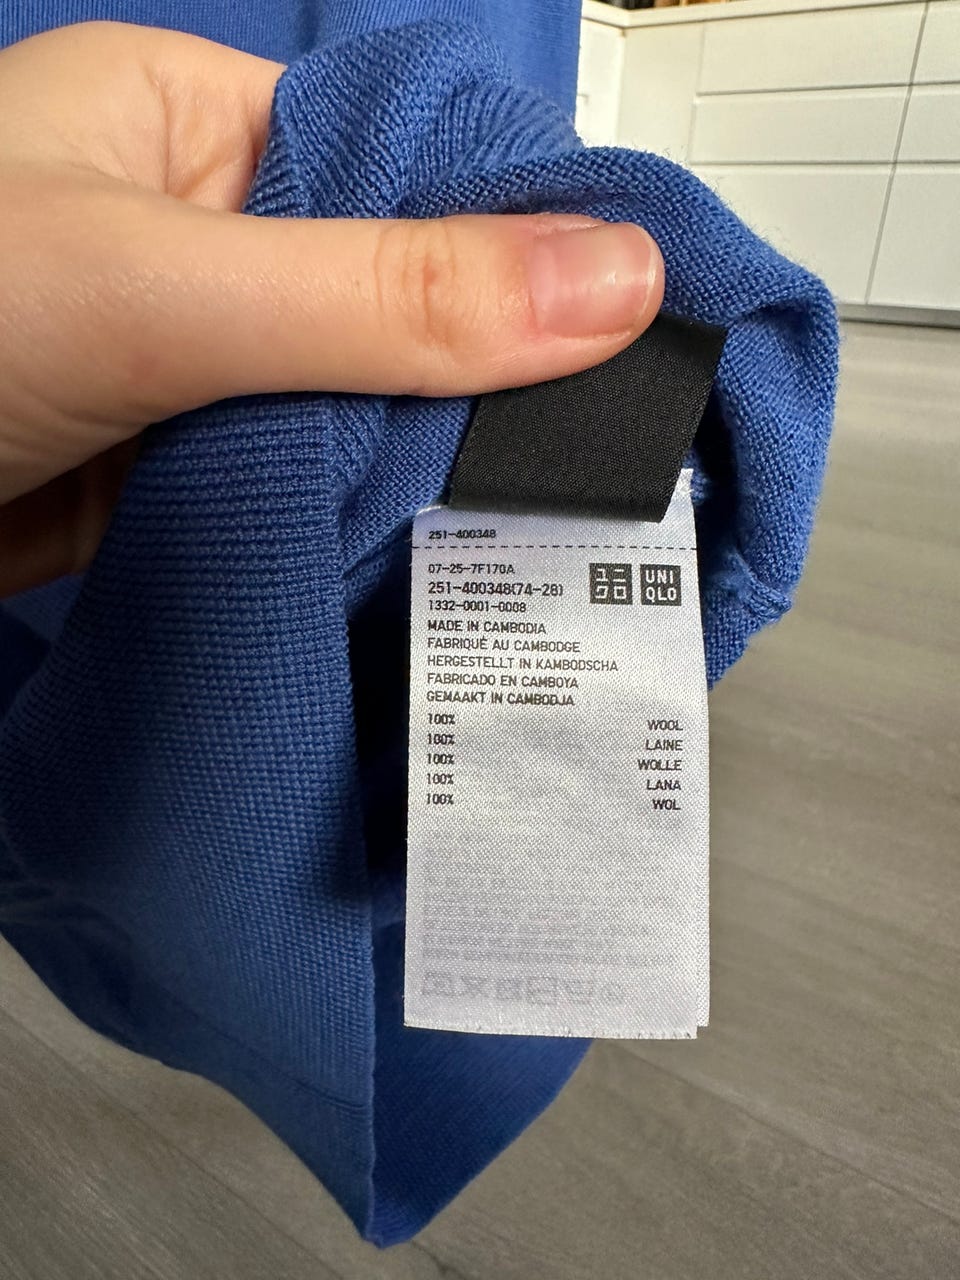 251-400348
07-25-7F170A
251-400348(74-28)
1332-0001-0008
ユニ
クロ
UNI
QLO
MADE IN CAMBODIA
FABRIQUÉ AU CAMBODGE
HERGESTELLT IN KAMBODSCHA
FABRICADO EN CAMBOYA
GEMAAKT IN CAMBODJA
100% WOOL
100% LAINE
100% WOLLE
100% LANA
100% WOL